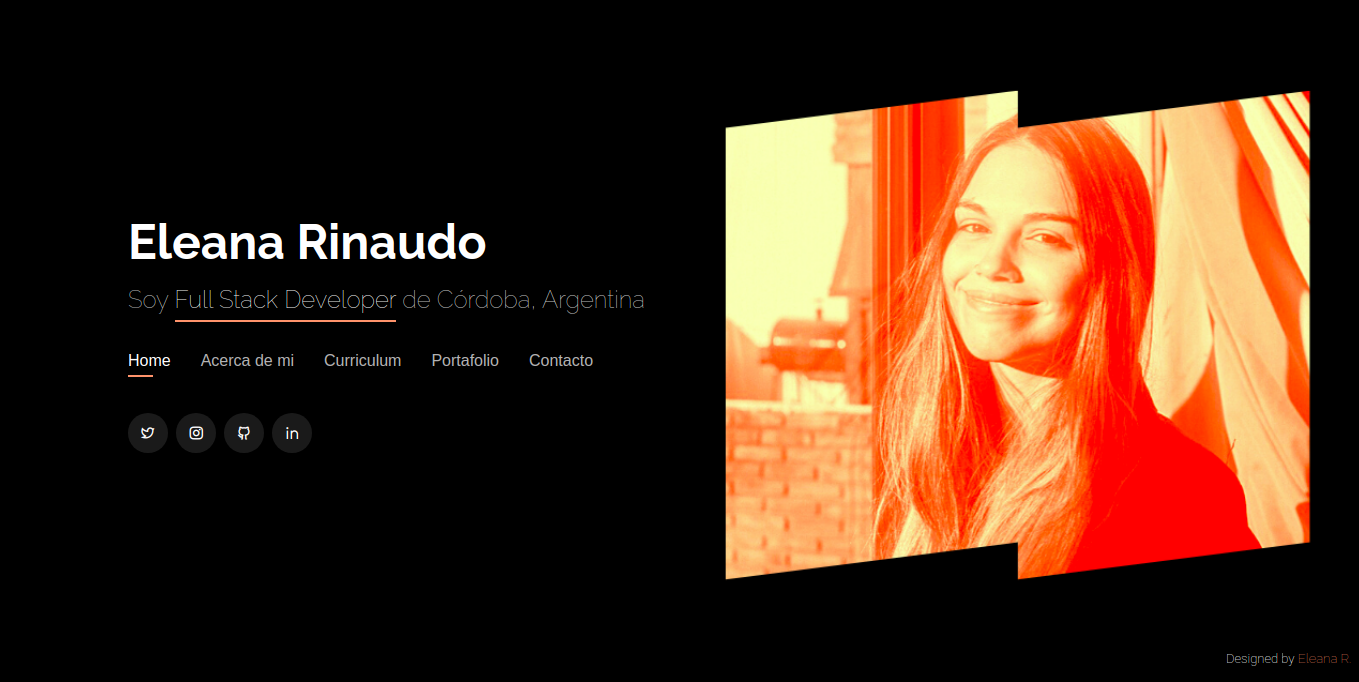 Eleana Rinaudo
Soy Full Stack Developer de Córdoba, Argentina
Home Acerca de mi Curriculum Portafolio Contacto
in
Designed by Eleana R.